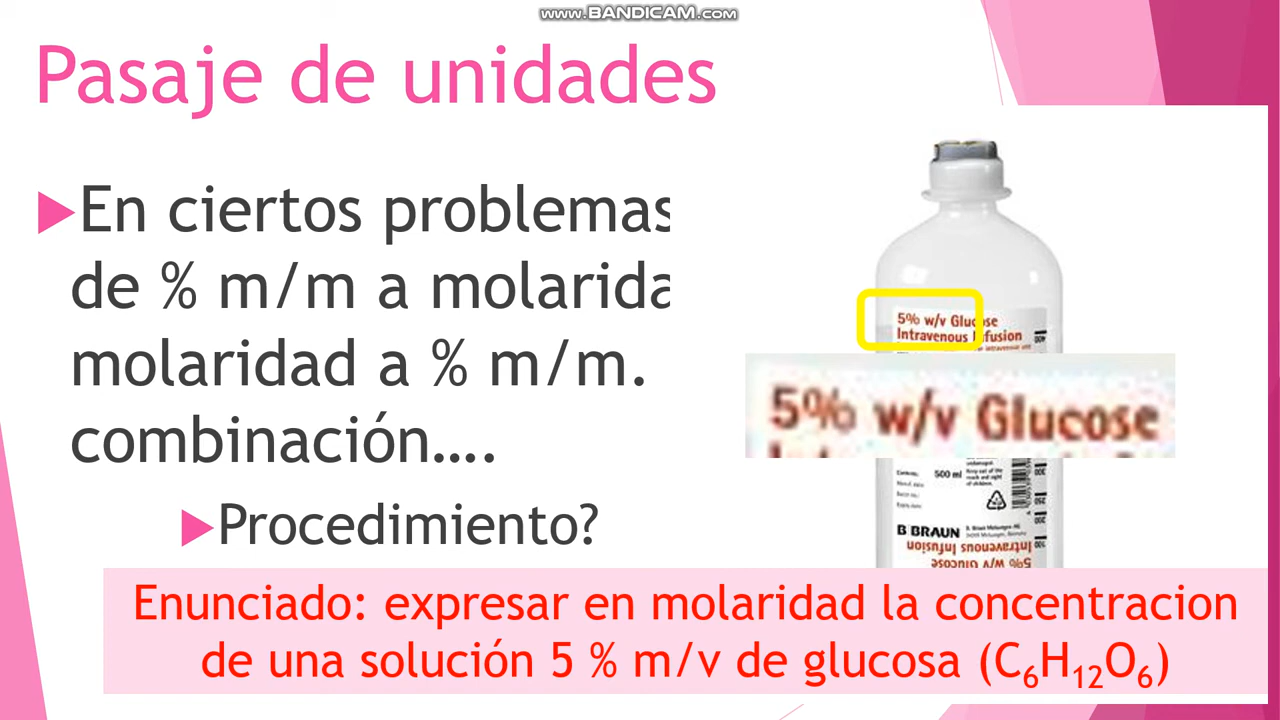 www.BANDICAM.com
Pasaje de unidades
En ciertos problemas
de % m/m a molarida
molaridad a % m/m.
combinación....
Procedimiento?
5% w/v Glucose
Intravenous Infusion
5% w/v Glucose
500 ml
B|BRAUN
Intravenous Infusion
5% w/v Glucose
Enunciado: expresar en molaridad la concentracion
de una solución 5 % m/v de glucosa (C₆H₁₂O₆)